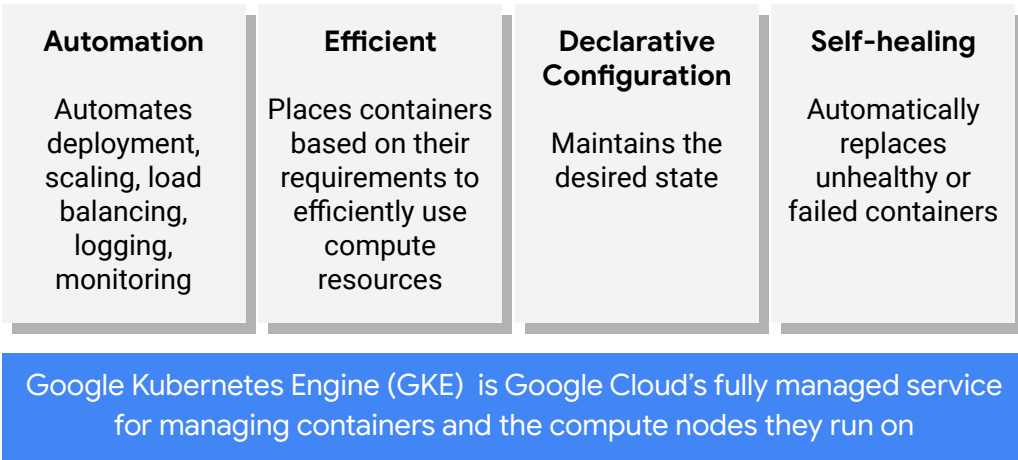 Automation
Automates
deployment,
scaling, load
balancing,
logging,
monitoring
Efficient
Places containers
based on their
requirements to
efficiently use
compute
resources
Declarative
Configuration
Maintains the
desired state
Self-healing
Automatically
replaces
unhealthy or
failed containers
Google Kubernetes Engine (GKE)  is Google Cloud’s fully managed service
for managing containers and the compute nodes they run on